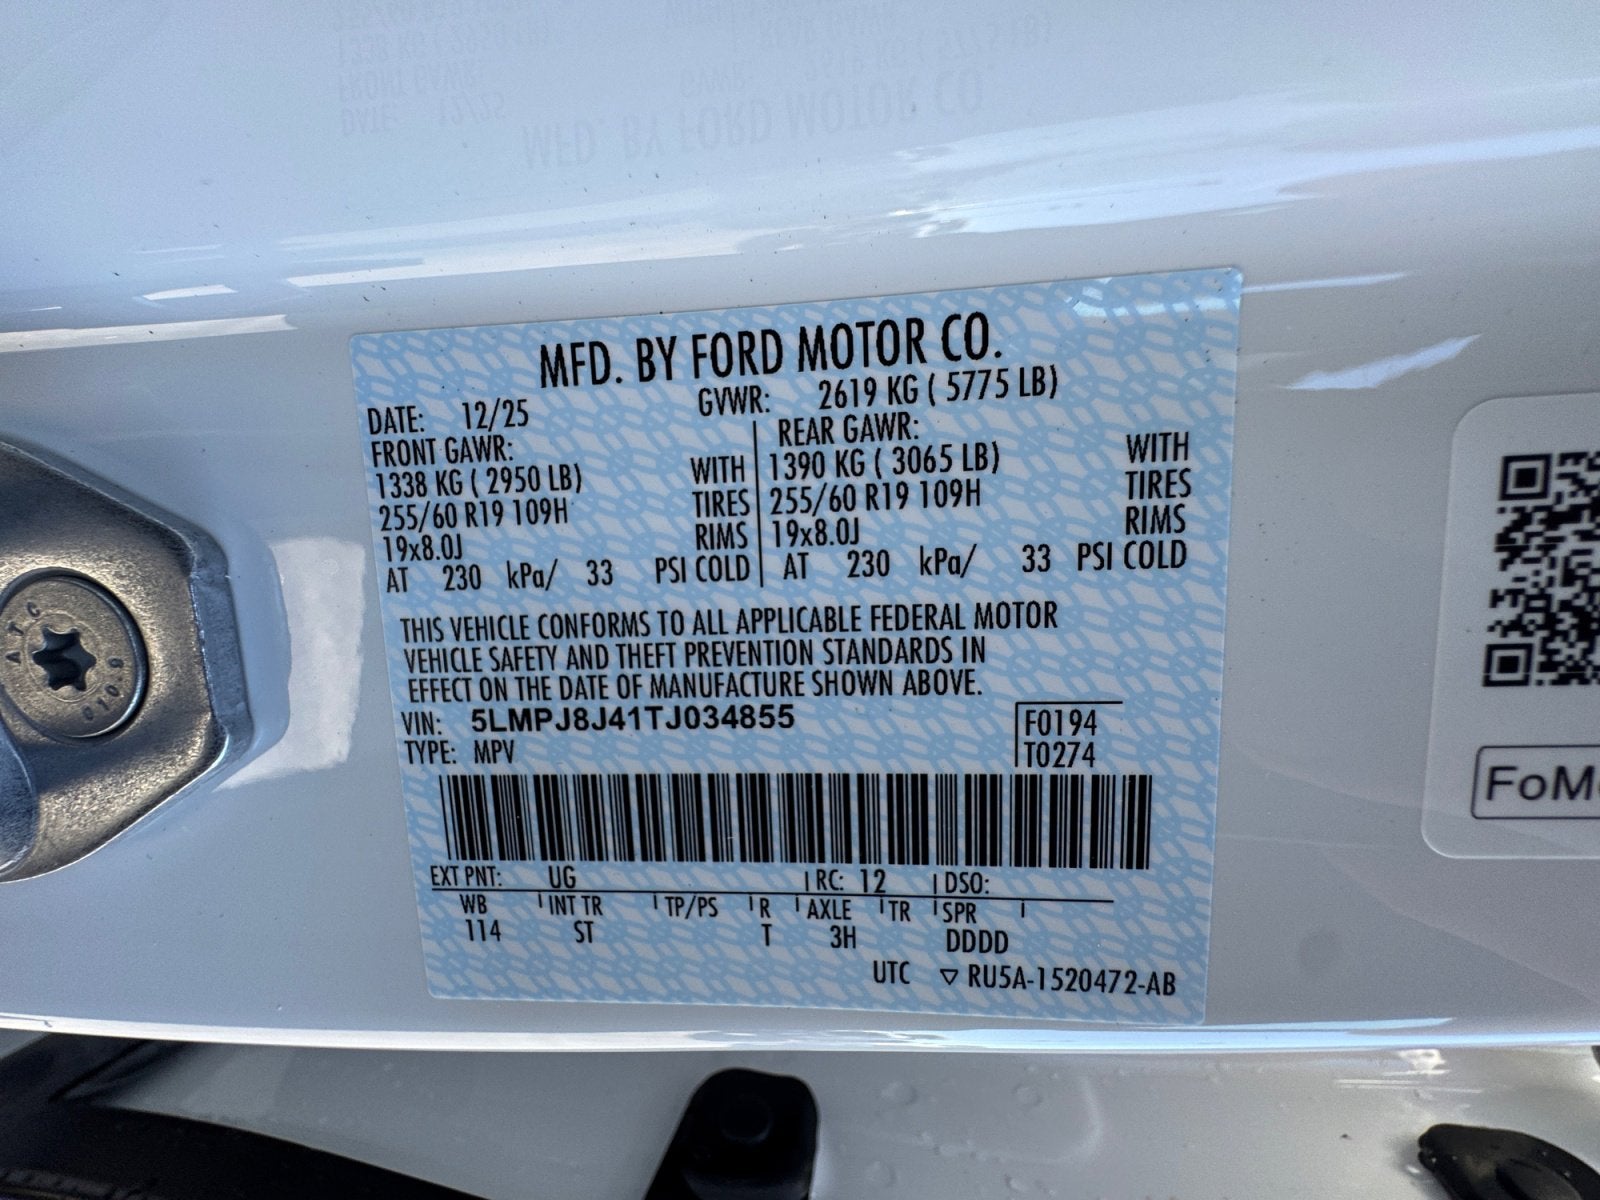 MFD. BY FORD MOTOR CO.
DATE: 12/25 GVWR: 2619 KG ( 5775 LB)
FRONT GAWR: REAR GAWR:
1338 KG ( 2950 LB) WITH 1390 KG ( 3065 LB) WITH
255/60 R19 109H TIRES 255/60 R19 109H TIRES
19x8.0J RIMS 19x8.0J RIMS
AT 230 kPa/ 33 PSI COLD AT 230 kPa/ 33 PSI COLD
THIS VEHICLE CONFORMS TO ALL APPLICABLE FEDERAL MOTOR
VEHICLE SAFETY AND THEFT PREVENTION STANDARDS IN
EFFECT ON THE DATE OF MANUFACTURE SHOWN ABOVE.
VIN: 5LMPJ8J41TJ034855 F0194
TYPE: MPV T0274
EXT PNT: UG RC: 12 DSO:
WB INT TR TP/PS R AXLE TR SPR
114 ST T 3H DDDD
UTC ▽ RU5A-1520472-AB
ATC
010.9